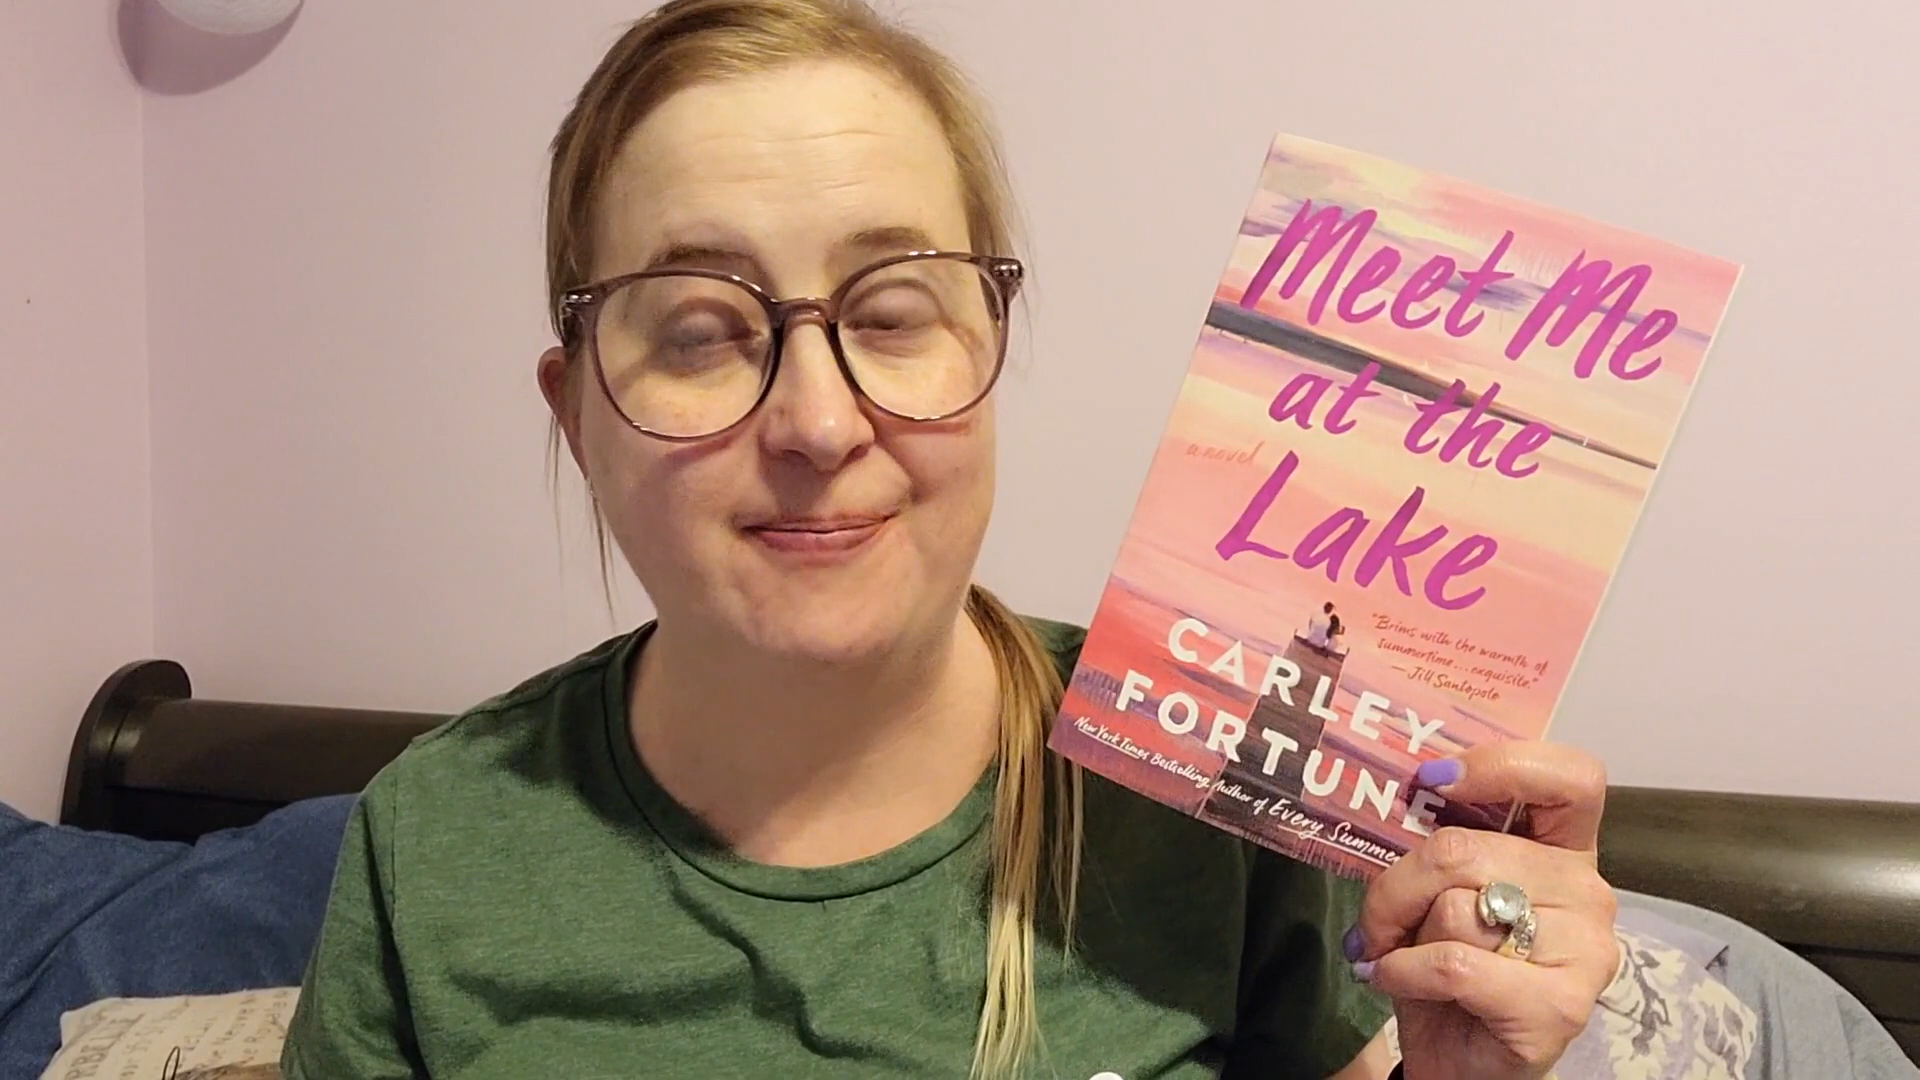 Meet Me
at the
a novel
Lake
"Brims with the warmth of
summertime...exquisite."
—Jill Santopolo
CARLEY
FORTUNE
New York Times Bestselling Author of Every Summe